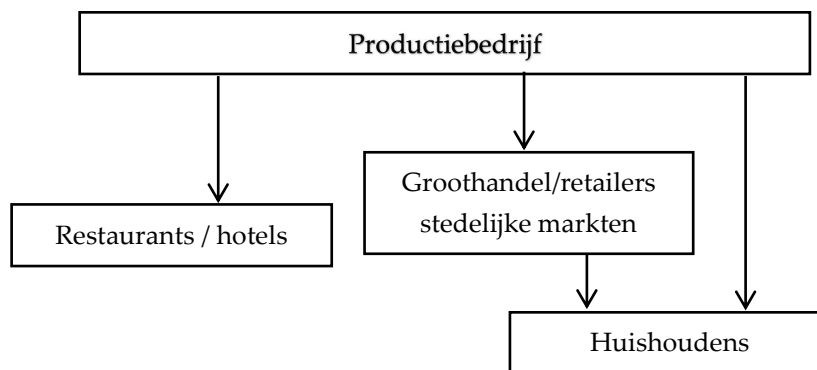 Productiebedrijf
Groothandel/retailers
stedelijke markten
Restaurants / hotels
Huishoudens